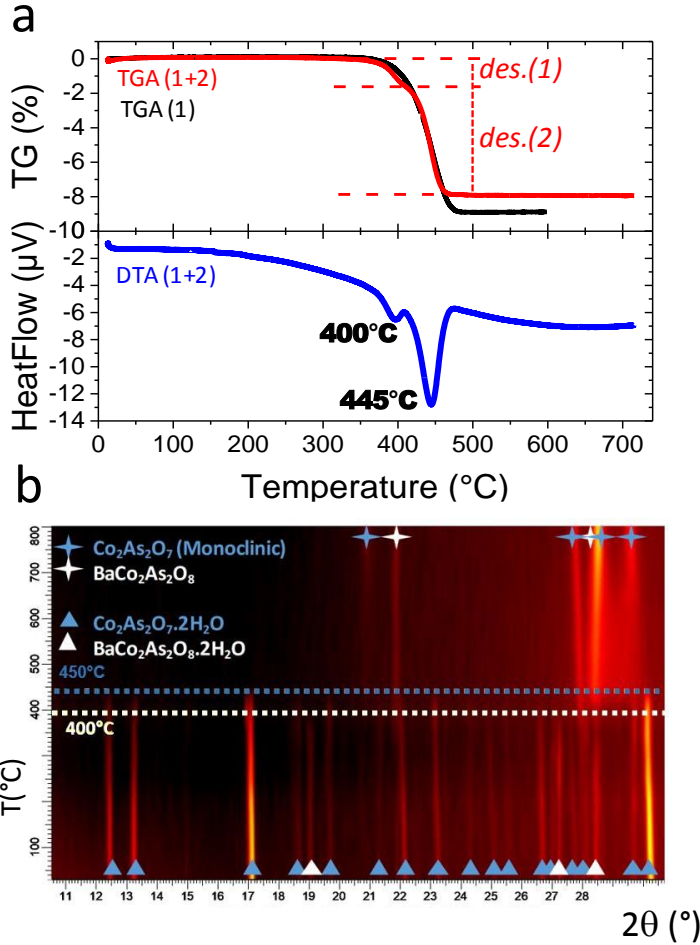 a
0
-2
-4
-6
-8
-10
TG (%)
TGA (1+2)
TGA (1)
des.(1)
des.(2)
-2
-4
-6
-8
-10
-12
-14
HeatFlow (µV)
DTA (1+2)
400°C
445°C
0 100 200 300 400 500 600 700
Temperature (°C)
b
800
700
600
500
400
100
T(°C)
Co₂As₂O₇ (Monoclinic)
BaCo₂As₂O₈
Co₂As₂O₇.2H₂O
BaCo₂As₂O₈.2H₂O
450°C
400°C
11 12 13 14 15 16 17 18 19 20 21 22 23 24 25 26 27 28
2θ (°)